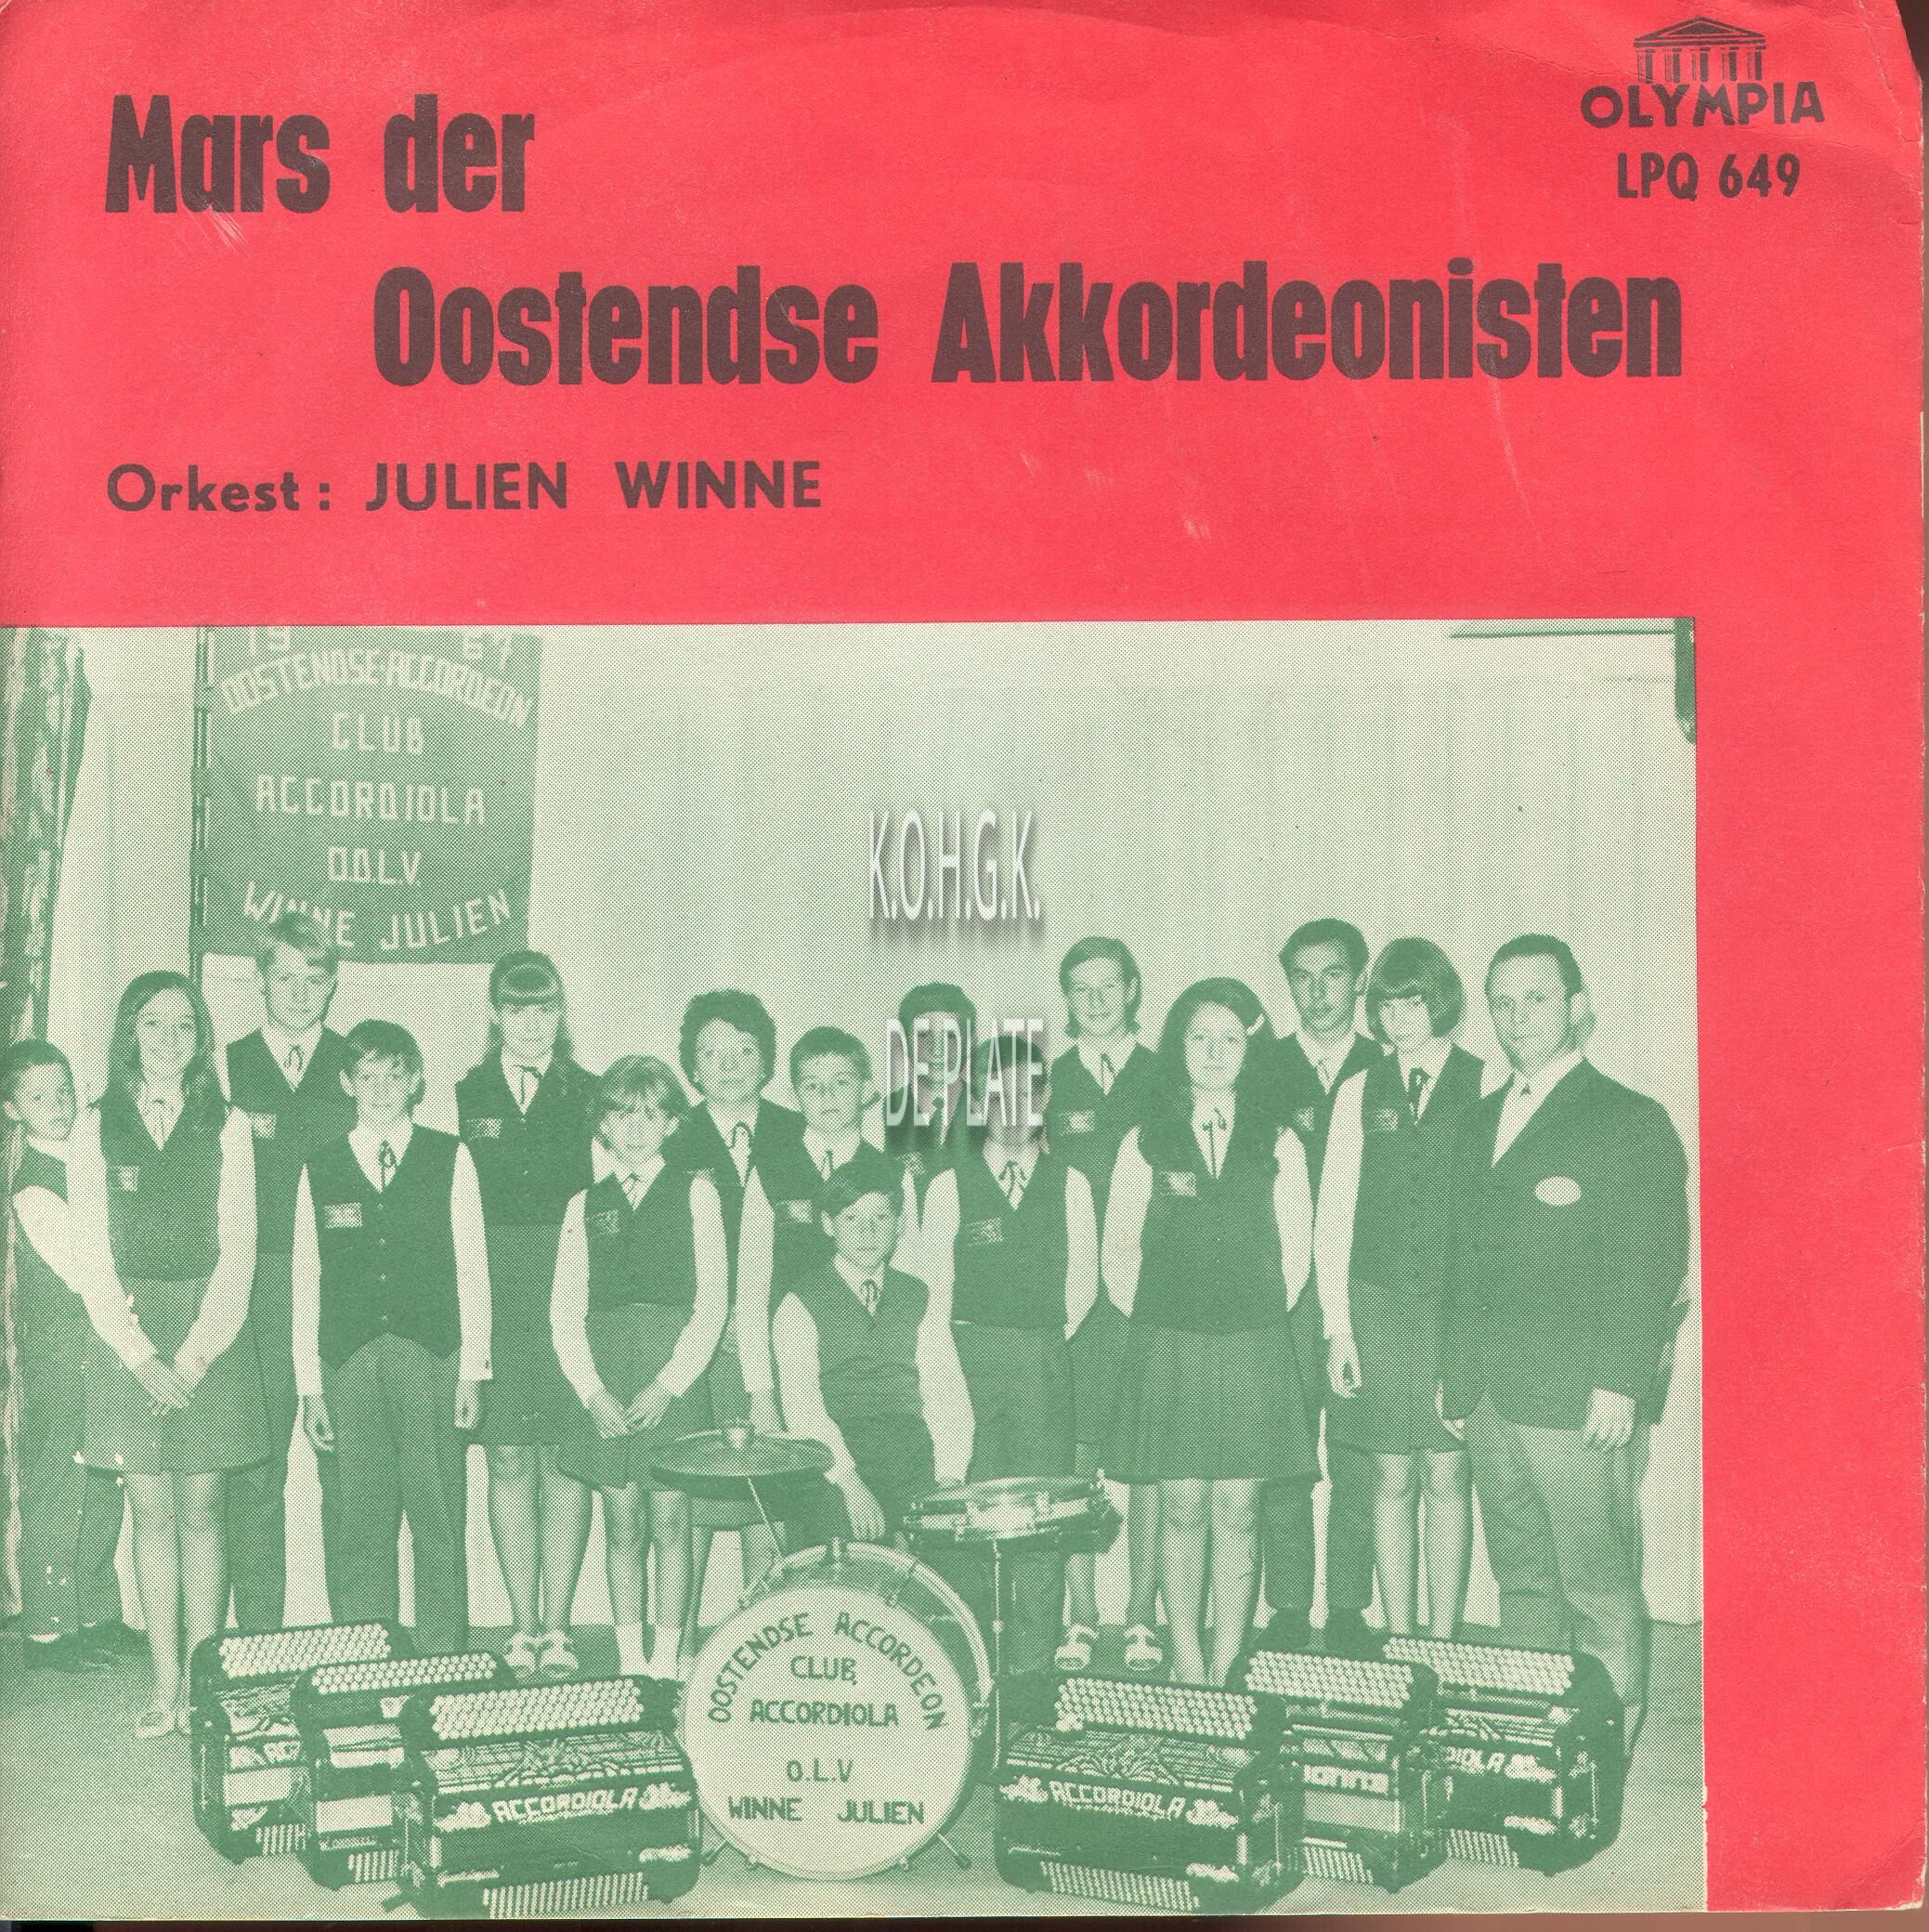 OLYMPIA
LPQ 649
Mars der
Oostendse Akkordeonisten
Orkest: JULIEN WINNE
OOSTENDSE ACCORDEON
CLUB
ACCORDIOLA
O.O.L.V.
WINNE JULIEN
K.O.H.G.K.
DE PLATE
OOSTENDSE ACCORDEON
CLUB
ACCORDIOLA
O.L.V
WINNE JULIEN
ACCORDIOLA
ACCORDIOLA